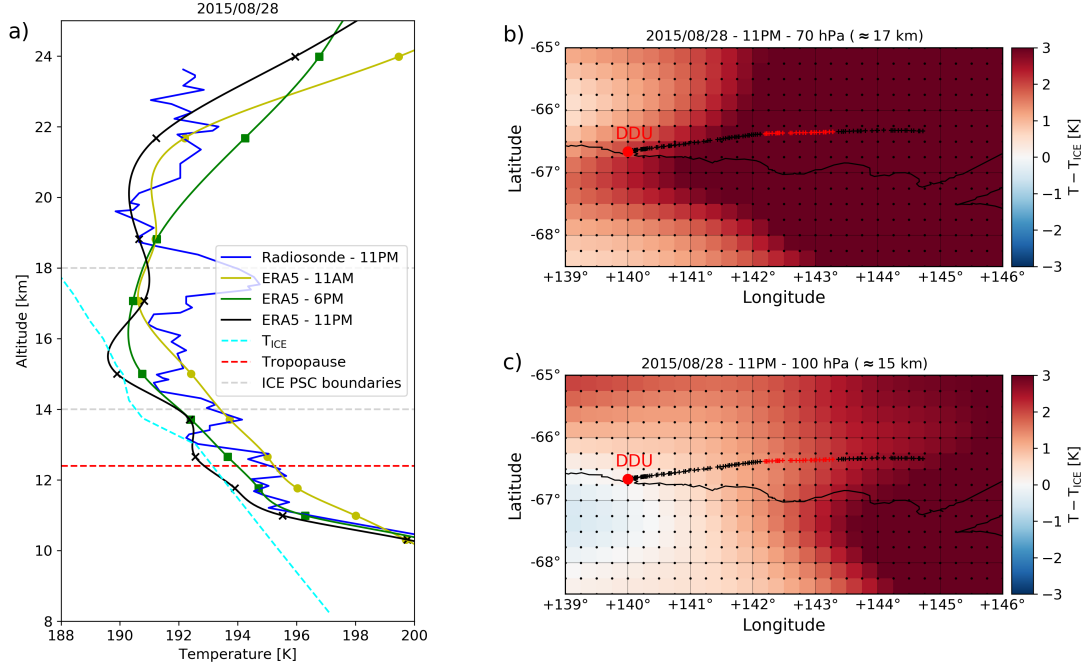 a)
2015/08/28
24
22
20
18
16
14
12
10
8
Altitude [km]
188
190
192
194
196
198
200
Temperature [K]
Radiosonde - 11PM
ERA5 - 11AM
ERA5 - 6PM
ERA5 - 11PM
T_ICE
Tropopause
ICE PSC boundaries
b)
2015/08/28 - 11PM - 70 hPa ( ≈ 17 km)
-65°
-66°
-67°
-68°
Latitude
DDU
+139°
+140°
+141°
+142°
+143°
+144°
+145°
+146°
Longitude
3
2
1
0
−1
−2
−3
T − T_ICE [K]
c)
2015/08/28 - 11PM - 100 hPa ( ≈ 15 km)
-65°
-66°
-67°
-68°
Latitude
DDU
+139°
+140°
+141°
+142°
+143°
+144°
+145°
+146°
Longitude
3
2
1
0
−1
−2
−3
T − T_ICE [K]